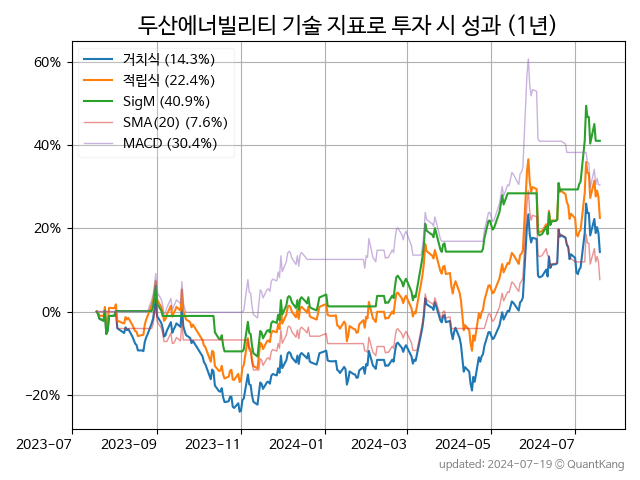 두산에너빌리티 기술 지표로 투자 시 성과 (1년)
거치식 (14.3%)
적립식 (22.4%)
SigM (40.9%)
SMA(20) (7.6%)
MACD (30.4%)
60%
40%
20%
0%
−20%
2023-07 2023-09 2023-11 2024-01 2024-03 2024-05 2024-07
updated: 2024-07-19 © QuantKang